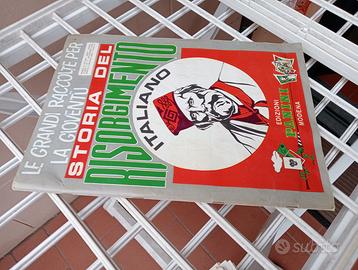 LE GRANDI RACCOLTE PER
LA GIOVENTÙ
STORIA DEL
RISORGIMENTO
ITALIANO
EDIZIONI
PANINI
MODENA
subito